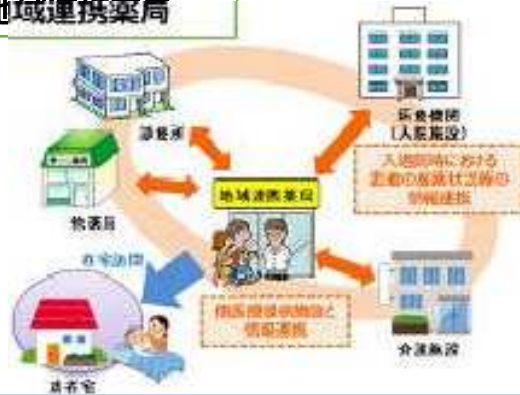 地域連携薬局
診療所
医療機関
(入院施設)
入退院時における
患者の服薬状況等の
情報連携
地域連携薬局
他薬局
在宅訪問
他医療提供施設と
情報連携
介護施設
患者宅